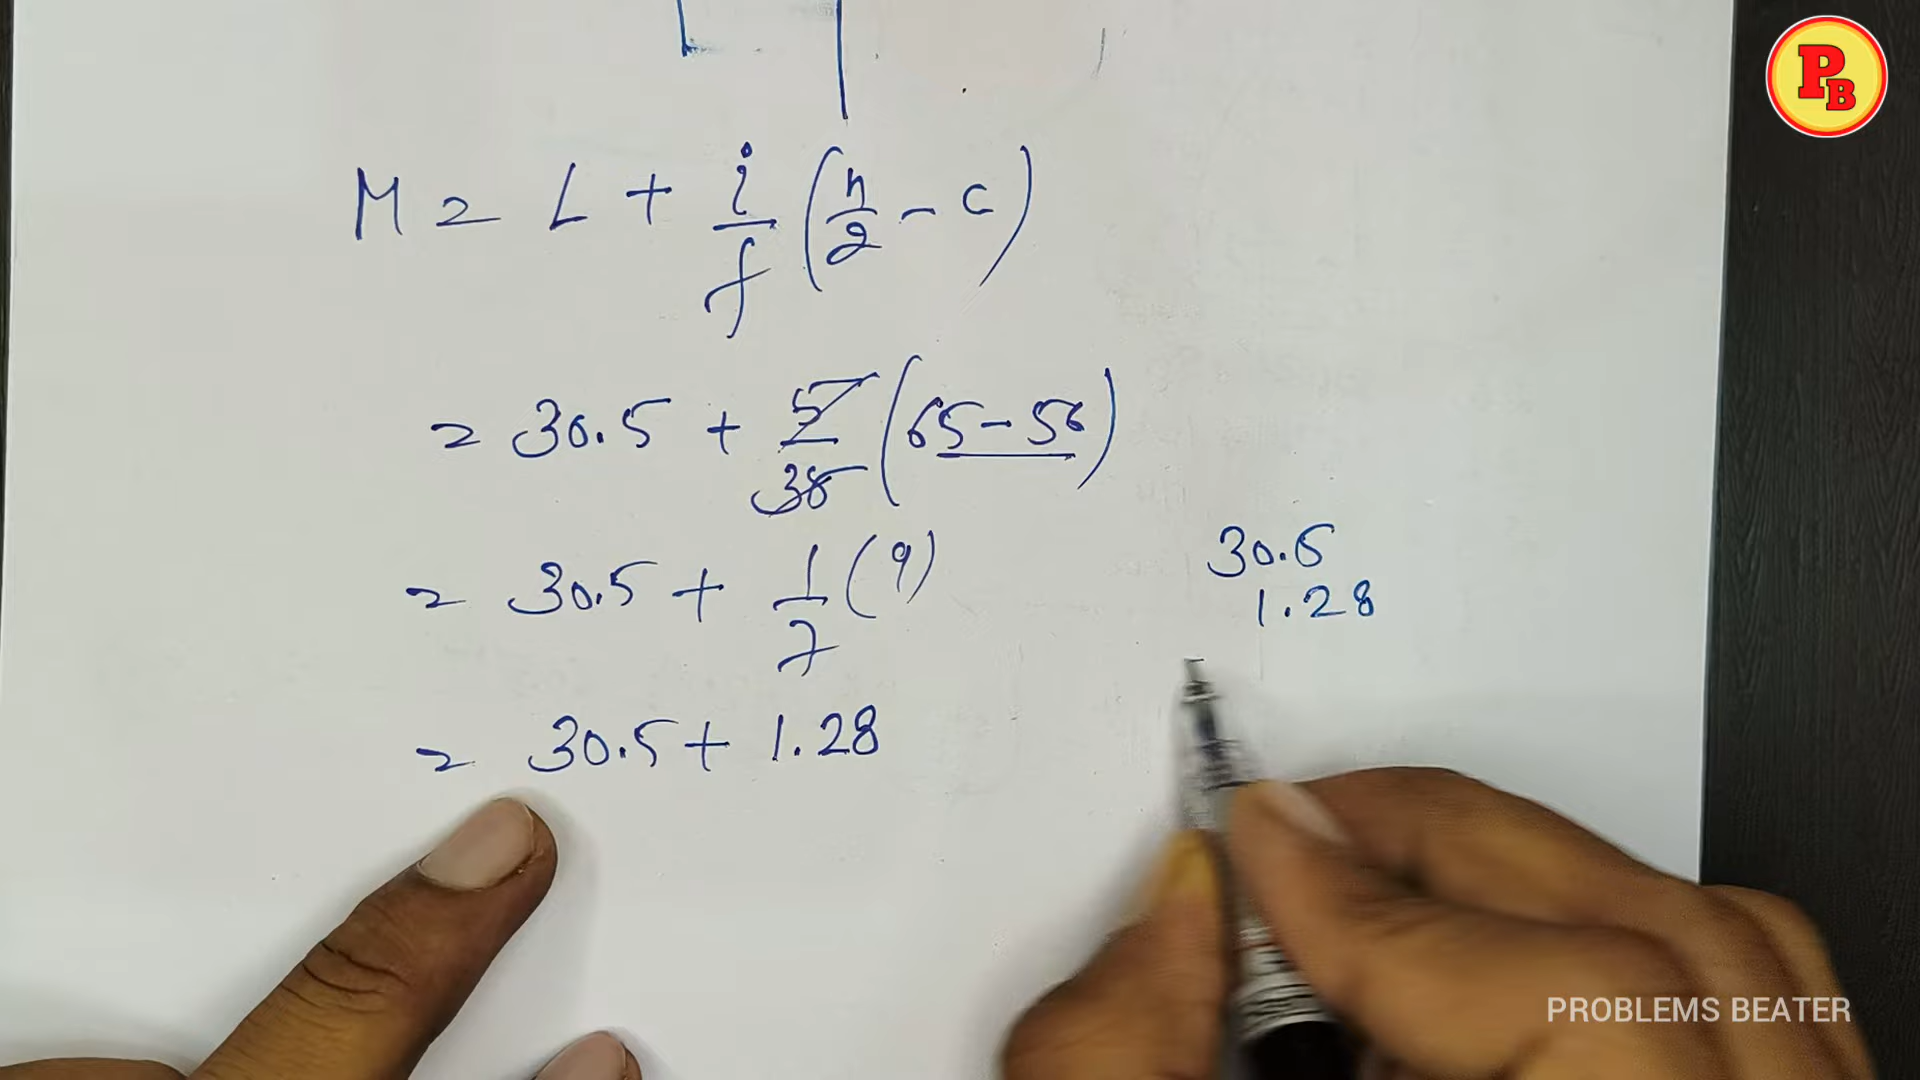 PB
M = L + i/f (n/2 - c)
= 30.5 + 5/35 (65 - 56)
= 30.5 + 1/7 (9)
30.5
1.28
= 30.5 + 1.28
PROBLEMS BEATER